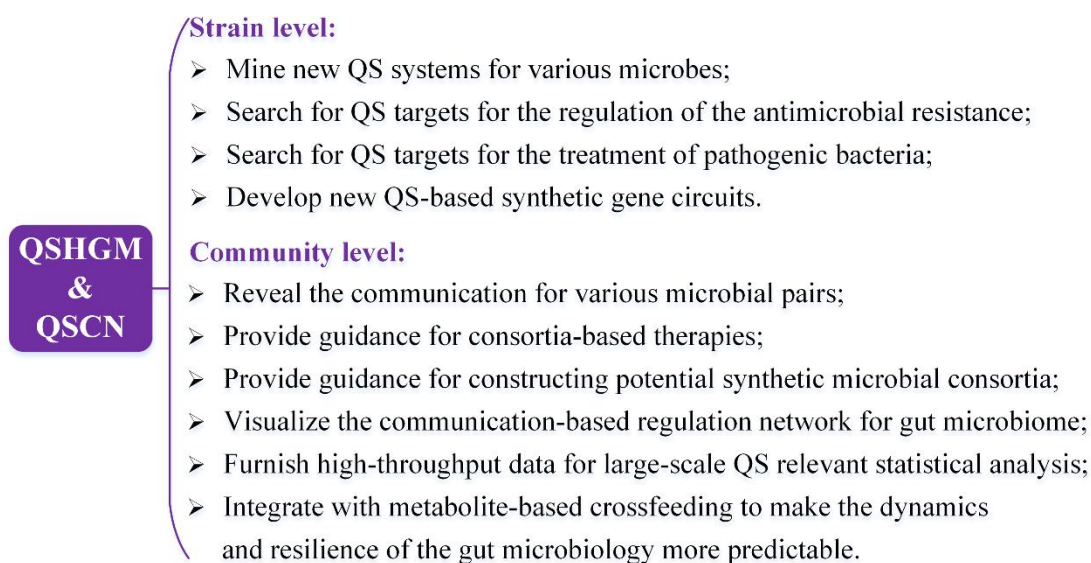 QSHGM
&
QSCN
Strain level:
➢ Mine new QS systems for various microbes;
➢ Search for QS targets for the regulation of the antimicrobial resistance;
➢ Search for QS targets for the treatment of pathogenic bacteria;
➢ Develop new QS-based synthetic gene circuits.
Community level:
➢ Reveal the communication for various microbial pairs;
➢ Provide guidance for consortia-based therapies;
➢ Provide guidance for constructing potential synthetic microbial consortia;
➢ Visualize the communication-based regulation network for gut microbiome;
➢ Furnish high-throughput data for large-scale QS relevant statistical analysis;
➢ Integrate with metabolite-based crossfeeding to make the dynamics
and resilience of the gut microbiology more predictable.